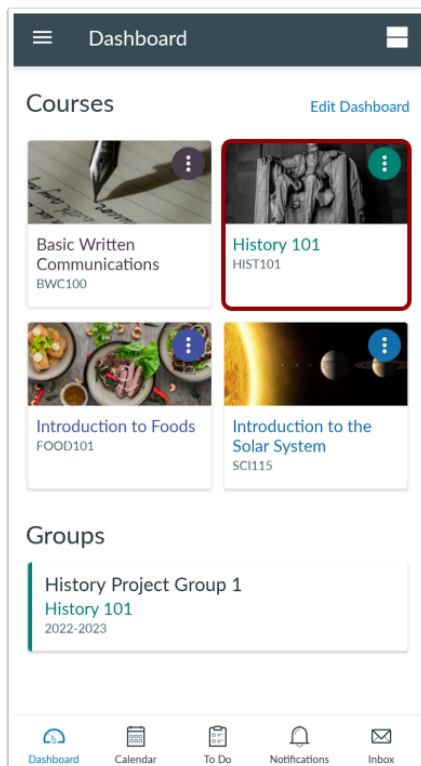 Dashboard
Courses
Edit Dashboard
Basic Written
Communications
BWC100
History 101
HIST101
Introduction to Foods
FOOD101
Introduction to the
Solar System
SCI115
Groups
History Project Group 1
History 101
2022-2023
Dashboard
Calendar
To Do
Notifications
Inbox